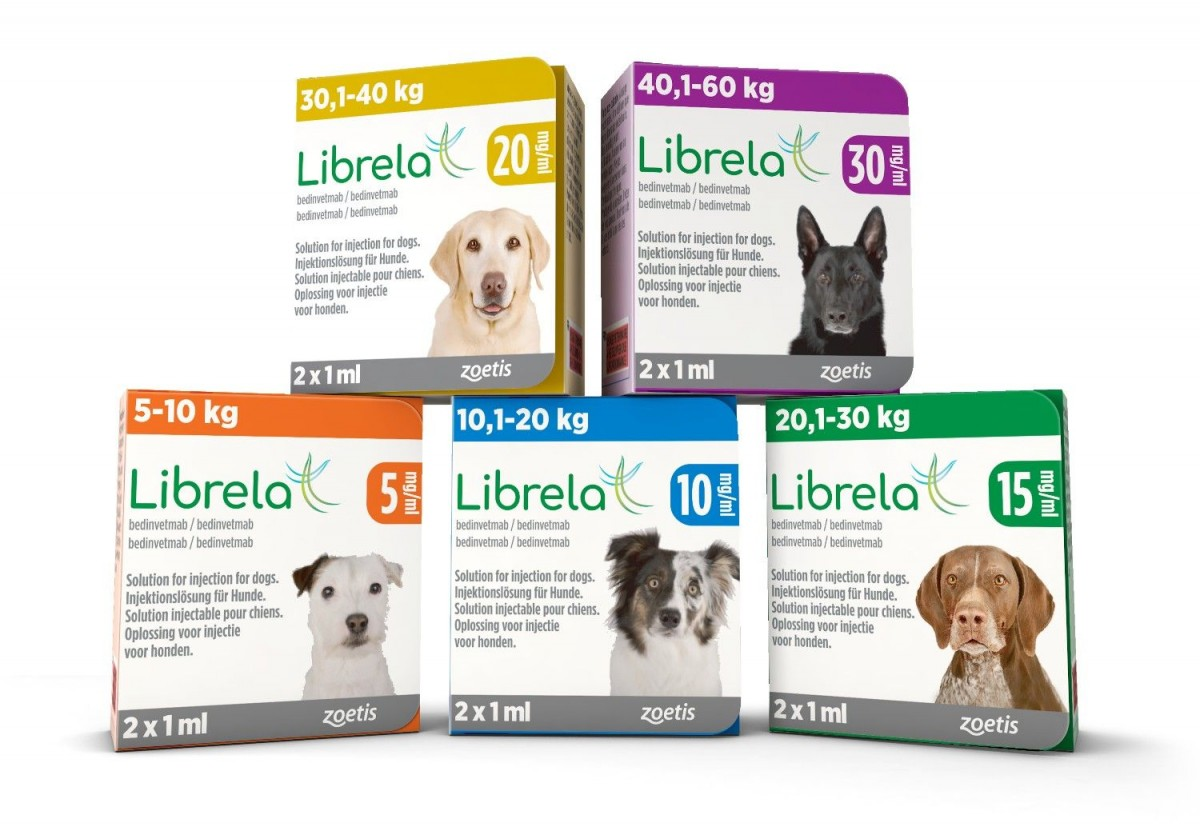 30,1-40 kg
Librela
20 mg/ml
bedinvetmab / bedinvetmab
bedinvetmab / bedinvetmab
Solution for injection for dogs.
Injektionslösung für Hunde.
Solution injectable pour chiens.
Oplossing voor injectie
voor honden.
2 x 1 ml
zoetis
40,1-60 kg
Librela
30 mg/ml
bedinvetmab / bedinvetmab
bedinvetmab / bedinvetmab
Solution for injection for dogs.
Injektionslösung für Hunde.
Solution injectable pour chiens.
Oplossing voor injectie
voor honden.
2 x 1 ml
zoetis
5-10 kg
Librela
5 mg/ml
bedinvetmab / bedinvetmab
bedinvetmab / bedinvetmab
Solution for injection for dogs.
Injektionslösung für Hunde.
Solution injectable pour chiens.
Oplossing voor injectie
voor honden.
2 x 1 ml
zoetis
10,1-20 kg
Librela
10 mg/ml
bedinvetmab / bedinvetmab
bedinvetmab / bedinvetmab
Solution for injection for dogs.
Injektionslösung für Hunde.
Solution injectable pour chiens.
Oplossing voor injectie
voor honden.
2 x 1 ml
zoetis
20,1-30 kg
Librela
15 mg/ml
bedinvetmab / bedinvetmab
bedinvetmab / bedinvetmab
Solution for injection for dogs.
Injektionslösung für Hunde.
Solution injectable pour chiens.
Oplossing voor injectie
voor honden.
2 x 1 ml
zoetis